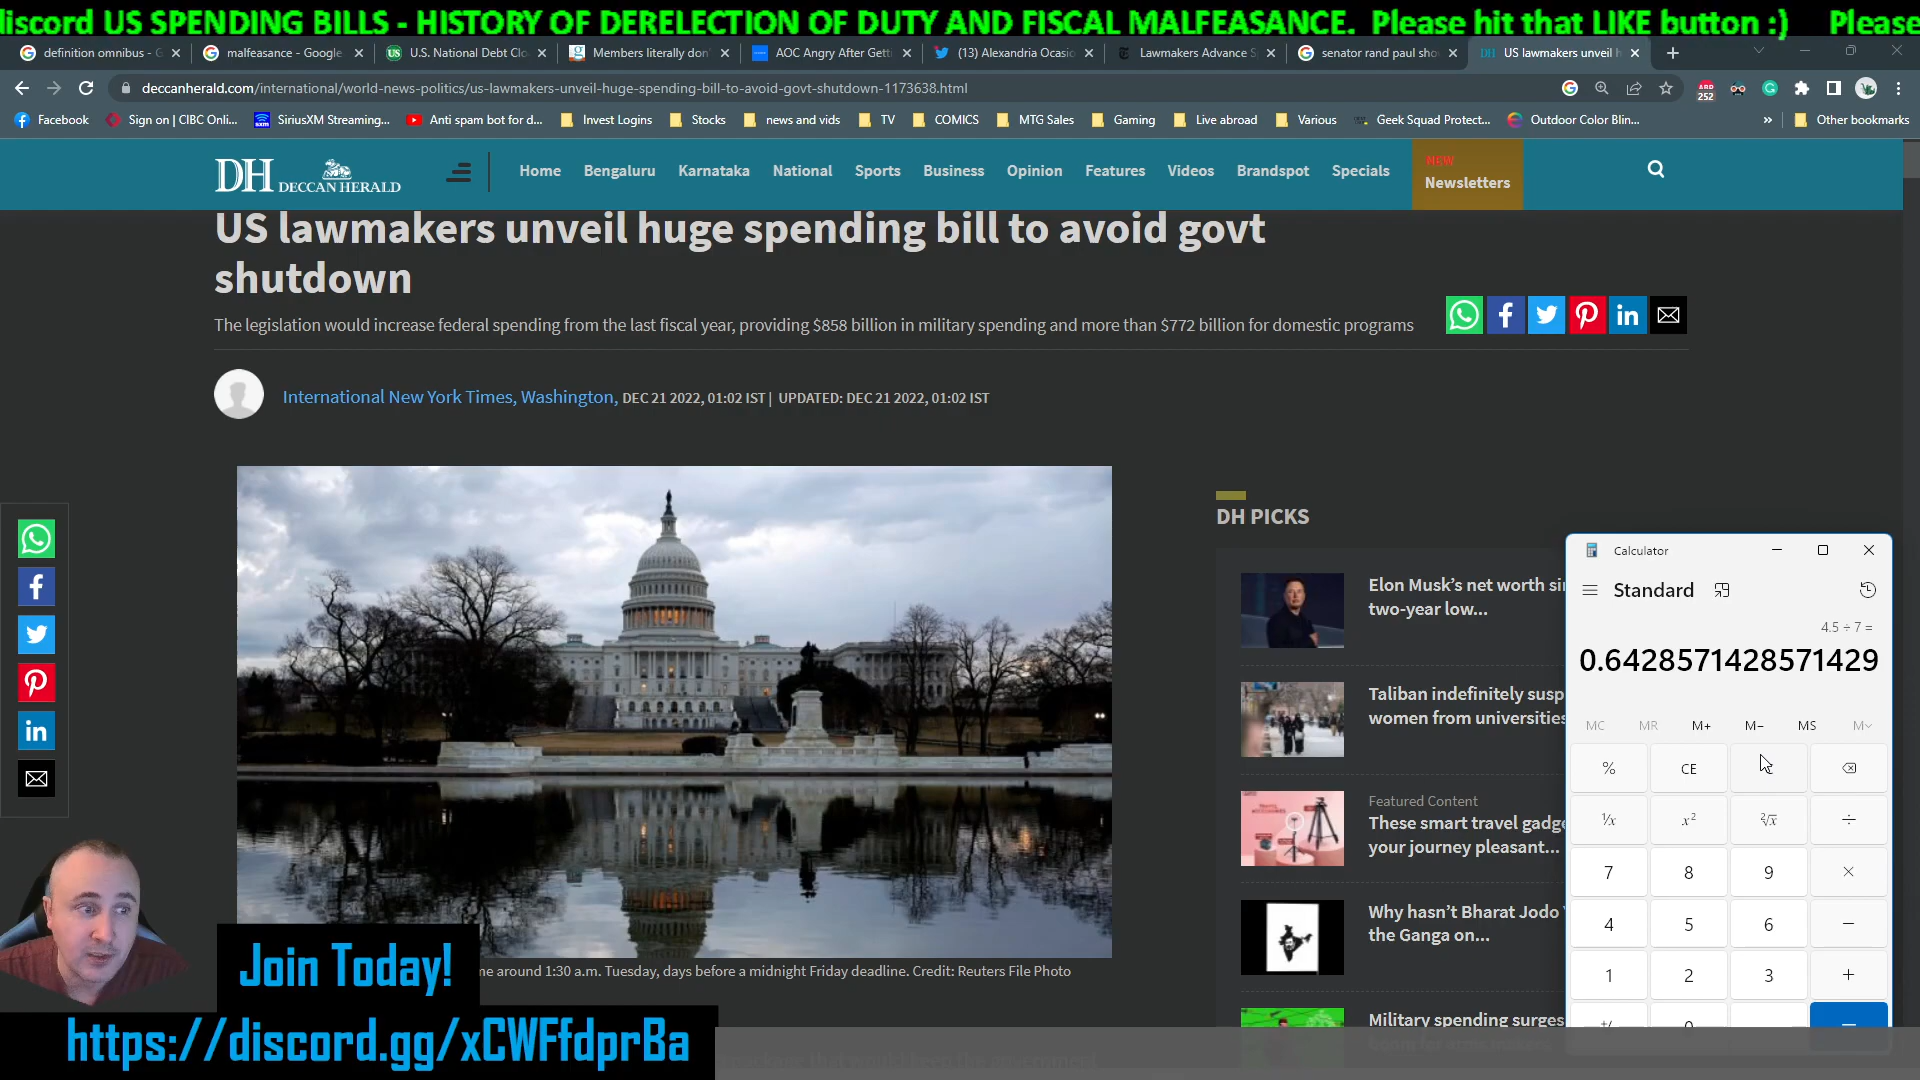 discord US SPENDING BILLS - HISTORY OF DERELECTION OF DUTY AND FISCAL MALFEASANCE. Please hit that LIKE button :) Please
definition omnibus - G
malfeasance - Google
U.S. National Debt Clo
Members literally don'
AOC Angry After Getti
(13) Alexandria Ocasio
Lawmakers Advance S
senator rand paul sho
US lawmakers unveil h
deccanherald.com/international/world-news-politics/us-lawmakers-unveil-huge-spending-bill-to-avoid-govt-shutdown-1173638.html
252
Facebook
Sign on | CIBC Onli...
SiriusXM Streaming...
Anti spam bot for d...
Invest Logins
Stocks
news and vids
TV
COMICS
MTG Sales
Gaming
Live abroad
Various
Geek Squad Protect...
Outdoor Color Blin...
»
Other bookmarks
DH DECCAN HERALD
Home
Bengaluru
Karnataka
National
Sports
Business
Opinion
Features
Videos
Brandspot
Specials
NEW
Newsletters
US lawmakers unveil huge spending bill to avoid govt
shutdown
The legislation would increase federal spending from the last fiscal year, providing $858 billion in military spending and more than $772 billion for domestic programs
International New York Times, Washington, DEC 21 2022, 01:02 IST | UPDATED: DEC 21 2022, 01:02 IST
DH PICKS
Elon Musk's net worth
two-year low...
Taliban indefinitely
women from universities
Featured Content
These smart travel
your journey pleasant...
Why hasn't Bharat Jodo
the Ganga on...
Military spending surges
Calculator
Standard
4.5 ÷ 7 =
0.6428571428571429
MC MR M+ M- MS M
% CE
¹/x x² ²√x ÷
7 8 9 ×
4 5 6 −
1 2 3 +
Join Today!
me around 1:30 a.m. Tuesday, days before a midnight Friday deadline. Credit: Reuters File Photo
https://discord.gg/xCWFfdprBa